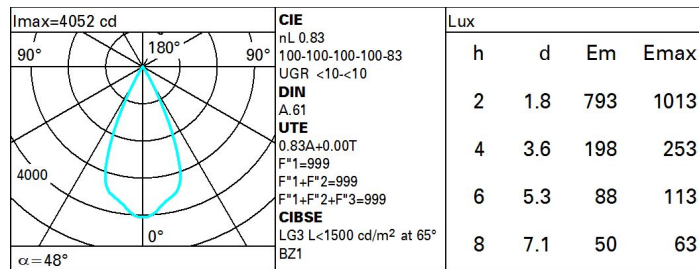 Imax=4052 cd
90° 180° 90°
4000
0°
α=48°
CIE
nL 0.83
100-100-100-100-83
UGR <10-<10
DIN
A.61
UTE
0.83A+0.00T
F"1=999
F"1+F"2=999
F"1+F"2+F"3=999
CIBSE
LG3 L<1500 cd/m² at 65°
BZ1
Lux
h d Em Emax
2 1.8 793 1013
4 3.6 198 253
6 5.3 88 113
8 7.1 50 63